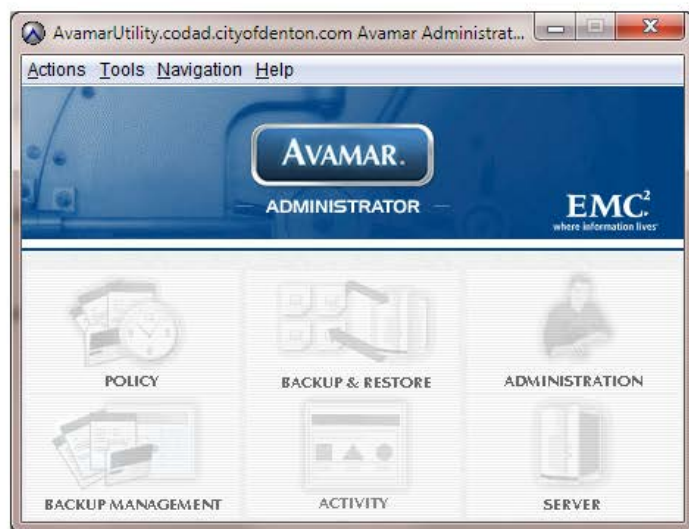 AvamarUtility.codad.cityofdenton.com Avamar Administrat...
Actions Tools Navigation Help
AVAMAR.
ADMINISTRATOR
EMC²
where information lives®
POLICY
BACKUP & RESTORE
ADMINISTRATION
BACKUP MANAGEMENT
ACTIVITY
SERVER